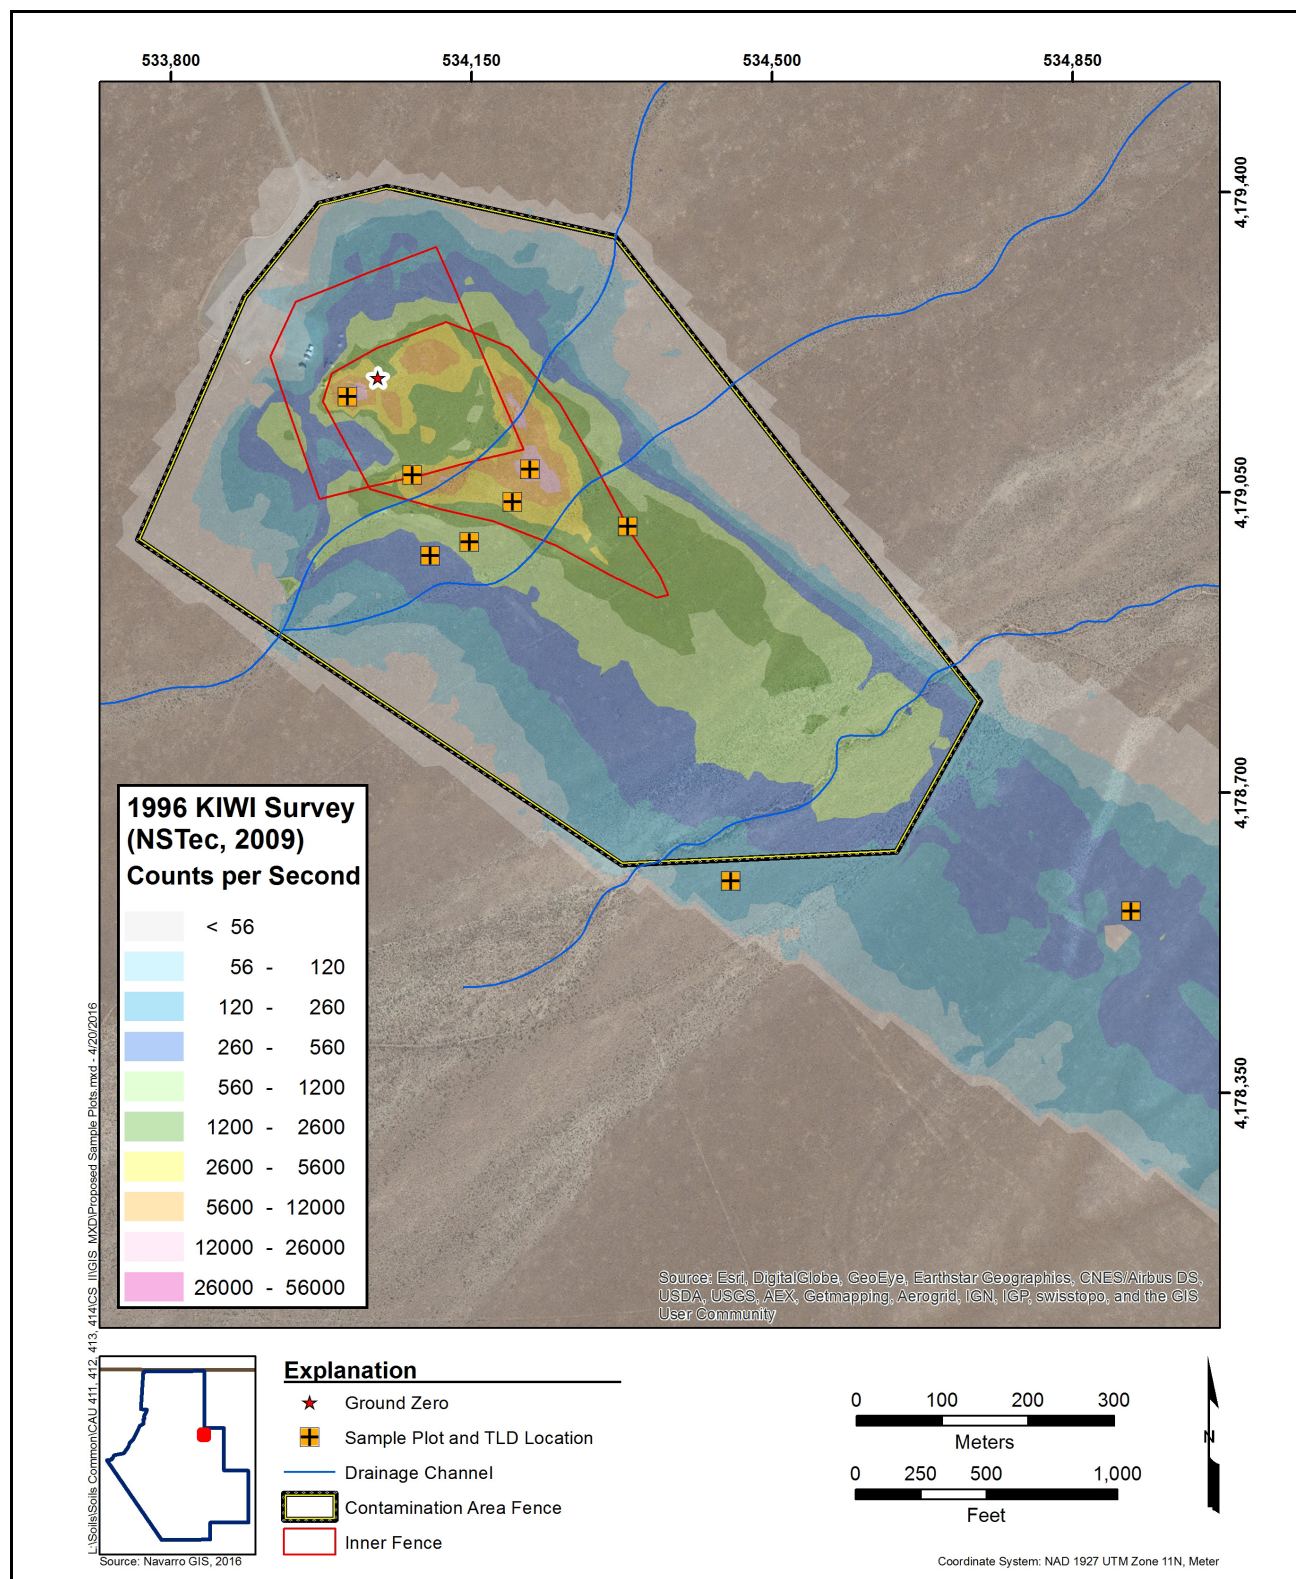 533,800 534,150 534,500 534,850
4,179,400
4,179,050
4,178,700
4,178,350
1996 KIWI Survey
(NSTec, 2009)
Counts per Second
< 56
56 - 120
120 - 260
260 - 560
560 - 1200
1200 - 2600
2600 - 5600
5600 - 12000
12000 - 26000
26000 - 56000
Source: Esri, DigitalGlobe, GeoEye, Earthstar Geographics, CNES/Airbus DS,
USDA, USGS, AEX, Getmapping, Aerogrid, IGN, IGP, swisstopo, and the GIS
User Community
L:\Soils\Soils Common\CAU 411, 412, 413, 414\CS_II\GIS_MXD\Proposed Sample Plots.mxd - 4/20/2016
Explanation
Ground Zero
Sample Plot and TLD Location
Drainage Channel
Contamination Area Fence
Inner Fence
0 100 200 300
Meters
0 250 500 1,000
Feet
N
Source: Navarro GIS, 2016
Coordinate System: NAD 1927 UTM Zone 11N, Meter